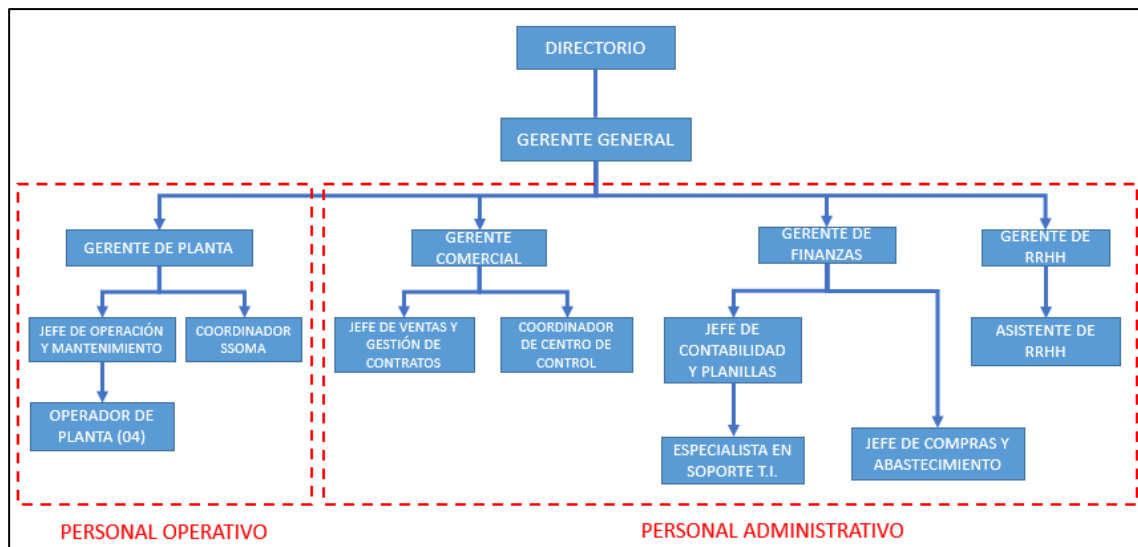 DIRECTORIO
GERENTE GENERAL
GERENTE DE PLANTA
GERENTE
COMERCIAL
GERENTE DE
FINANZAS
GERENTE DE
RRHH
JEFE DE OPERACIÓN
Y MANTENIMIENTO
COORDINADOR
SSOMA
JEFE DE VENTAS Y
GESTIÓN DE
CONTRATOS
COORDINADOR
DE CENTRO DE
CONTROL
JEFE DE
CONTABILIDAD
Y PLANILLAS
ASISTENTE DE
RRHH
OPERADOR DE
PLANTA (04)
ESPECIALISTA EN
SOPORTE T.I.
JEFE DE COMPRAS Y
ABASTECIMIENTO
PERSONAL OPERATIVO
PERSONAL ADMINISTRATIVO